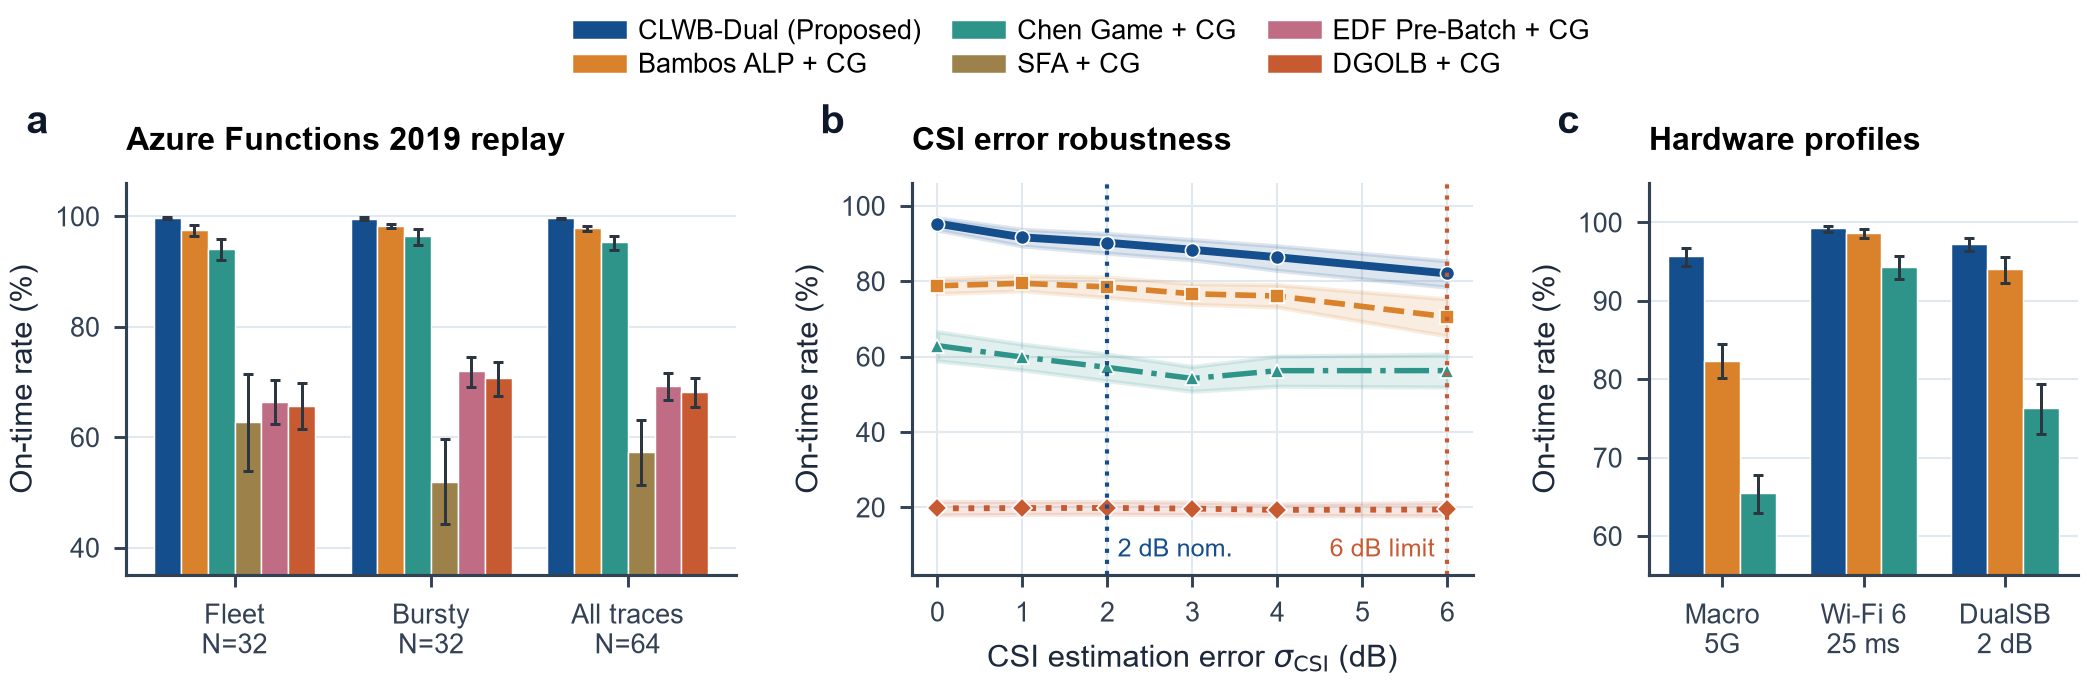 CLWB-Dual (Proposed)
Bambos ALP + CG
Chen Game + CG
SFA + CG
EDF Pre-Batch + CG
DGOLB + CG
a
Azure Functions 2019 replay
On-time rate (%)
100
80
60
40
Fleet
N=32
Bursty
N=32
All traces
N=64
b
CSI error robustness
On-time rate (%)
100
80
60
40
20
2 dB nom.
6 dB limit
0 1 2 3 4 5 6
CSI estimation error σCSI (dB)
c
Hardware profiles
On-time rate (%)
100
90
80
70
60
Macro
5G
Wi-Fi 6
25 ms
DualSB
2 dB